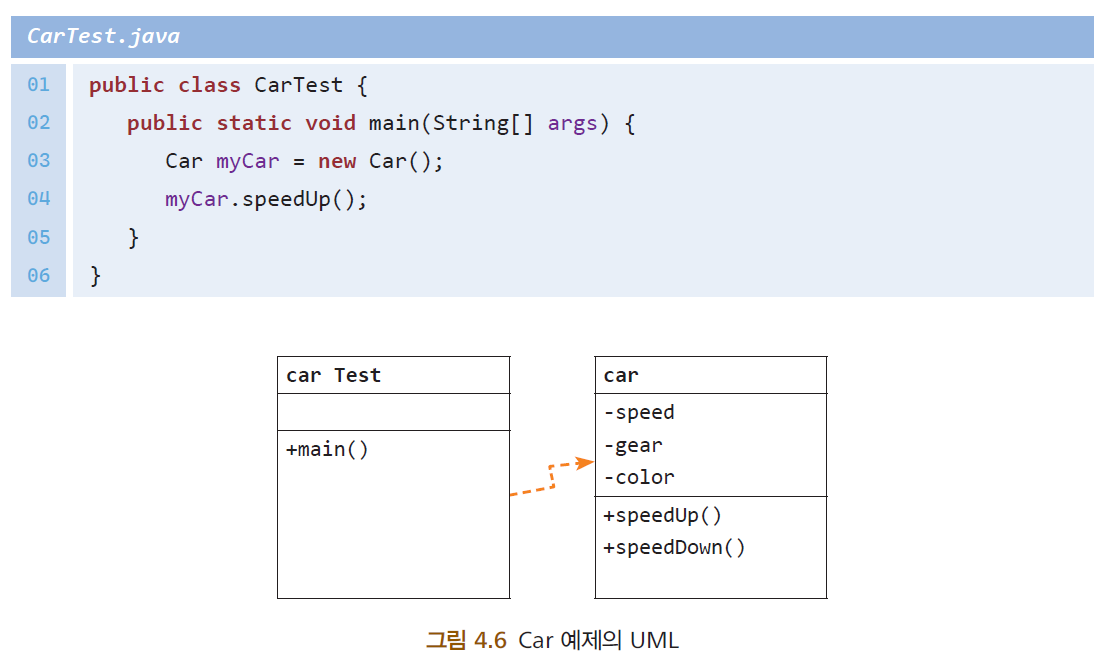 CarTest.java
01 public class CarTest {
02 public static void main(String[] args) {
03 Car myCar = new Car();
04 myCar.speedUp();
05 }
06 }
car Test
+main()
car
-speed
-gear
-color
+speedUp()
+speedDown()
그림 4.6 Car 예제의 UML